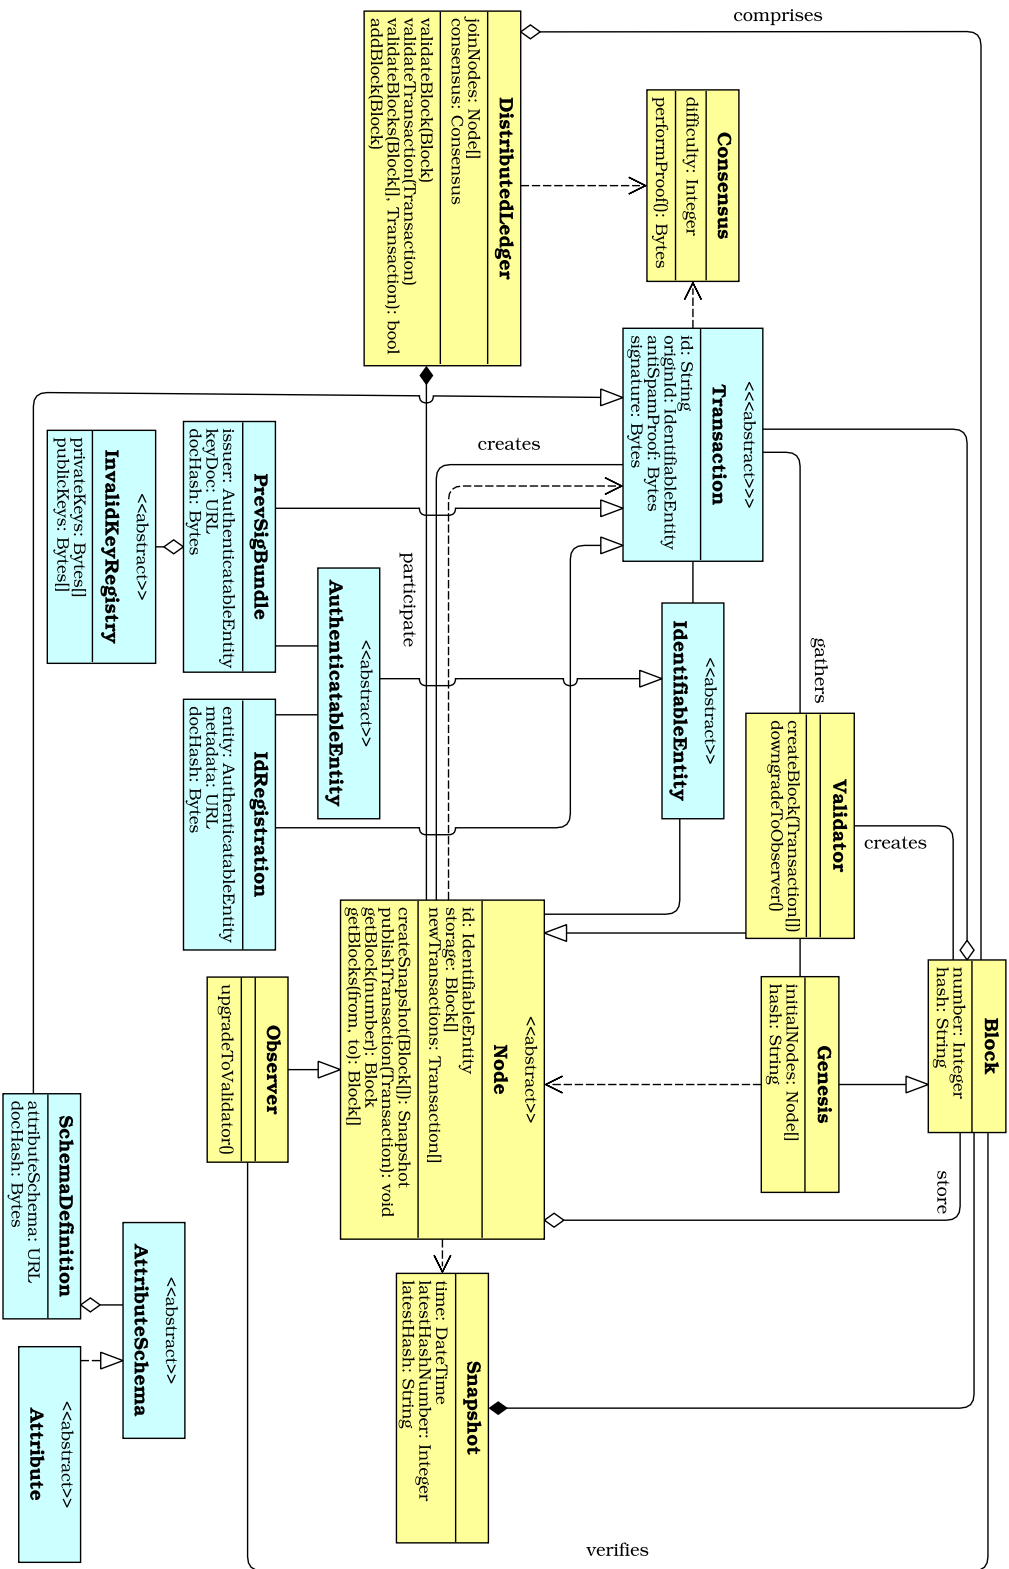 comprises
Consensus
difficulty: Integer
performProof(): Bytes
DistributedLedger
joinNodes: Node[]
consensus: Consensus
validateBlock(Block)
validateTransaction(Transaction)
validateBlocks(Block[], Transaction): bool
addBlock(Block)
<<<abstract>>>
Transaction
id: String
originId: IdentifiableEntity
antiSpamProof: Bytes
signature: Bytes
creates
participate
gathers
PrevSigBundle
issuer: AuthenticatableEntity
keyDoc: URL
docHash: Bytes
<<abstract>>
InvalidKeyRegistry
privateKeys: Bytes[]
publicKeys: Bytes[]
<<abstract>>
AuthenticatableEntity
<<abstract>>
IdentifiableEntity
IdRegistration
entity: AuthenticatableEntity
metadata: URL
docHash: Bytes
Validator
createBlock(Transaction[])
downgradeToObserver()
creates
Block
number: Integer
hash: String
Genesis
initialNodes: Node[]
hash: String
<<abstract>>
Node
id: IdentifiableEntity
storage: Block[]
newTransactions: Transaction[]
createSnapshot(Block[]): Snapshot
publishTransaction(Transaction): void
getBlock(number): Block
getBlocks(from, to): Block[]
Observer
upgradeToValidator()
store
SchemaDefinition
attributeSchema: URL
docHash: Bytes
<<abstract>>
AttributeSchema
<<abstract>>
Attribute
Snapshot
time: DateTime
latestHashNumber: Integer
latestHash: String
verifies